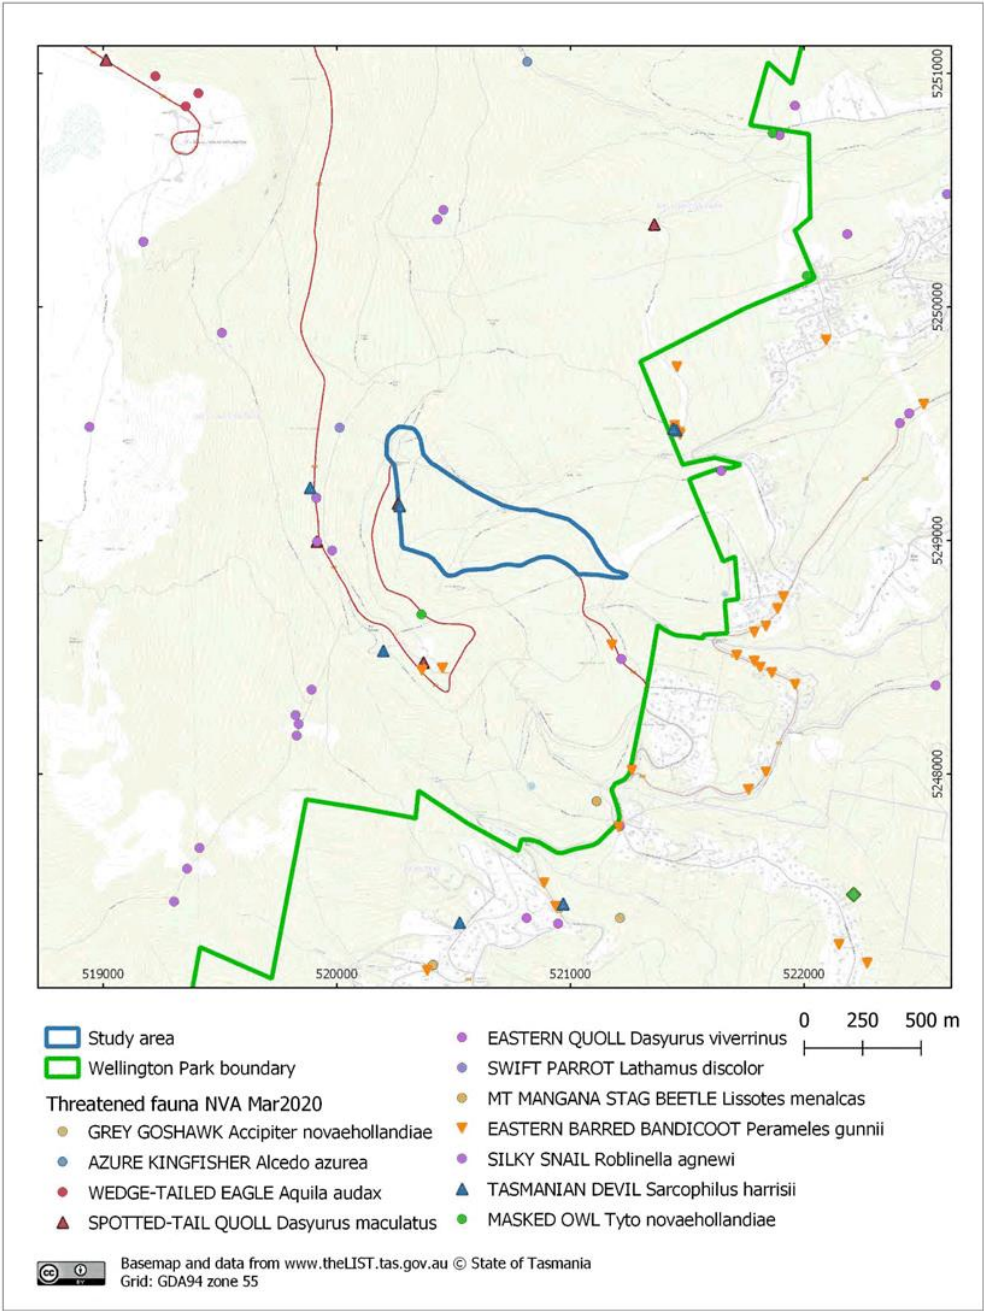 5251000
5250000
5249000
5248000
519000
520000
521000
522000
Study area
Wellington Park boundary
Threatened fauna NVA Mar2020
GREY GOSHAWK Accipiter novaehollandiae
AZURE KINGFISHER Alcedo azurea
WEDGE-TAILED EAGLE Aquila audax
SPOTTED-TAIL QUOLL Dasyurus maculatus
EASTERN QUOLL Dasyurus viverrinus
SWIFT PARROT Lathamus discolor
MT MANGANA STAG BEETLE Lissotes menalcas
EASTERN BARRED BANDICOOT Perameles gunnii
SILKY SNAIL Roblinella agnewi
TASMANIAN DEVIL Sarcophilus harrisii
MASKED OWL Tyto novaehollandiae
0 250 500 m
cc BY
Basemap and data from www.theLIST.tas.gov.au © State of Tasmania
Grid: GDA94 zone 55